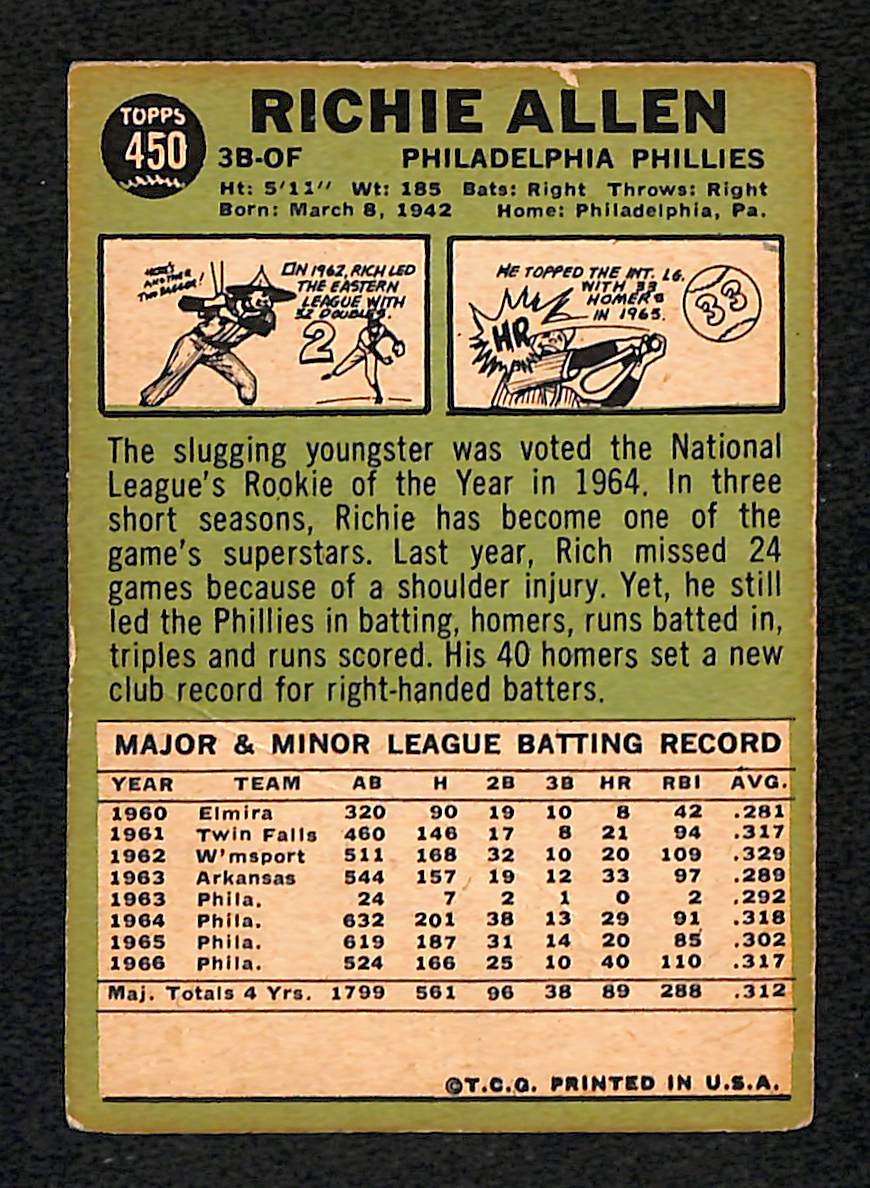 TOPPS
450
RICHIE ALLEN
3B-OF PHILADELPHIA PHILLIES
Ht: 5'11" Wt: 185 Bats: Right Throws: Right
Born: March 8, 1942 Home: Philadelphia, Pa.
HERE'S
ANOTHER
TWO BAGGER!
IN 1962, RICH LED
THE EASTERN
LEAGUE WITH
32 DOUBLES.
2
HE TOPPED THE INT. LG.
WITH 33
HOMERS
IN 1963.
33
HR
The slugging youngster was voted the National
League's Rookie of the Year in 1964. In three
short seasons, Richie has become one of the
game's superstars. Last year, Rich missed 24
games because of a shoulder injury. Yet, he still
led the Phillies in batting, homers, runs batted in,
triples and runs scored. His 40 homers set a new
club record for right-handed batters.
MAJOR & MINOR LEAGUE BATTING RECORD
YEAR TEAM AB H 2B 3B HR RBI AVG.
1960 Elmira 320 90 19 10 8 42 .281
1961 Twin Falls 460 146 17 8 21 94 .317
1962 W'msport 511 168 32 10 20 109 .329
1963 Arkansas 544 157 19 12 33 97 .289
1963 Phila. 24 7 2 1 0 2 .292
1964 Phila. 632 201 38 13 29 91 .318
1965 Phila. 619 187 31 14 20 85 .302
1966 Phila. 524 166 25 10 40 110 .317
Maj. Totals 4 Yrs. 1799 561 96 38 89 288 .312
©T.C.G. PRINTED IN U.S.A.